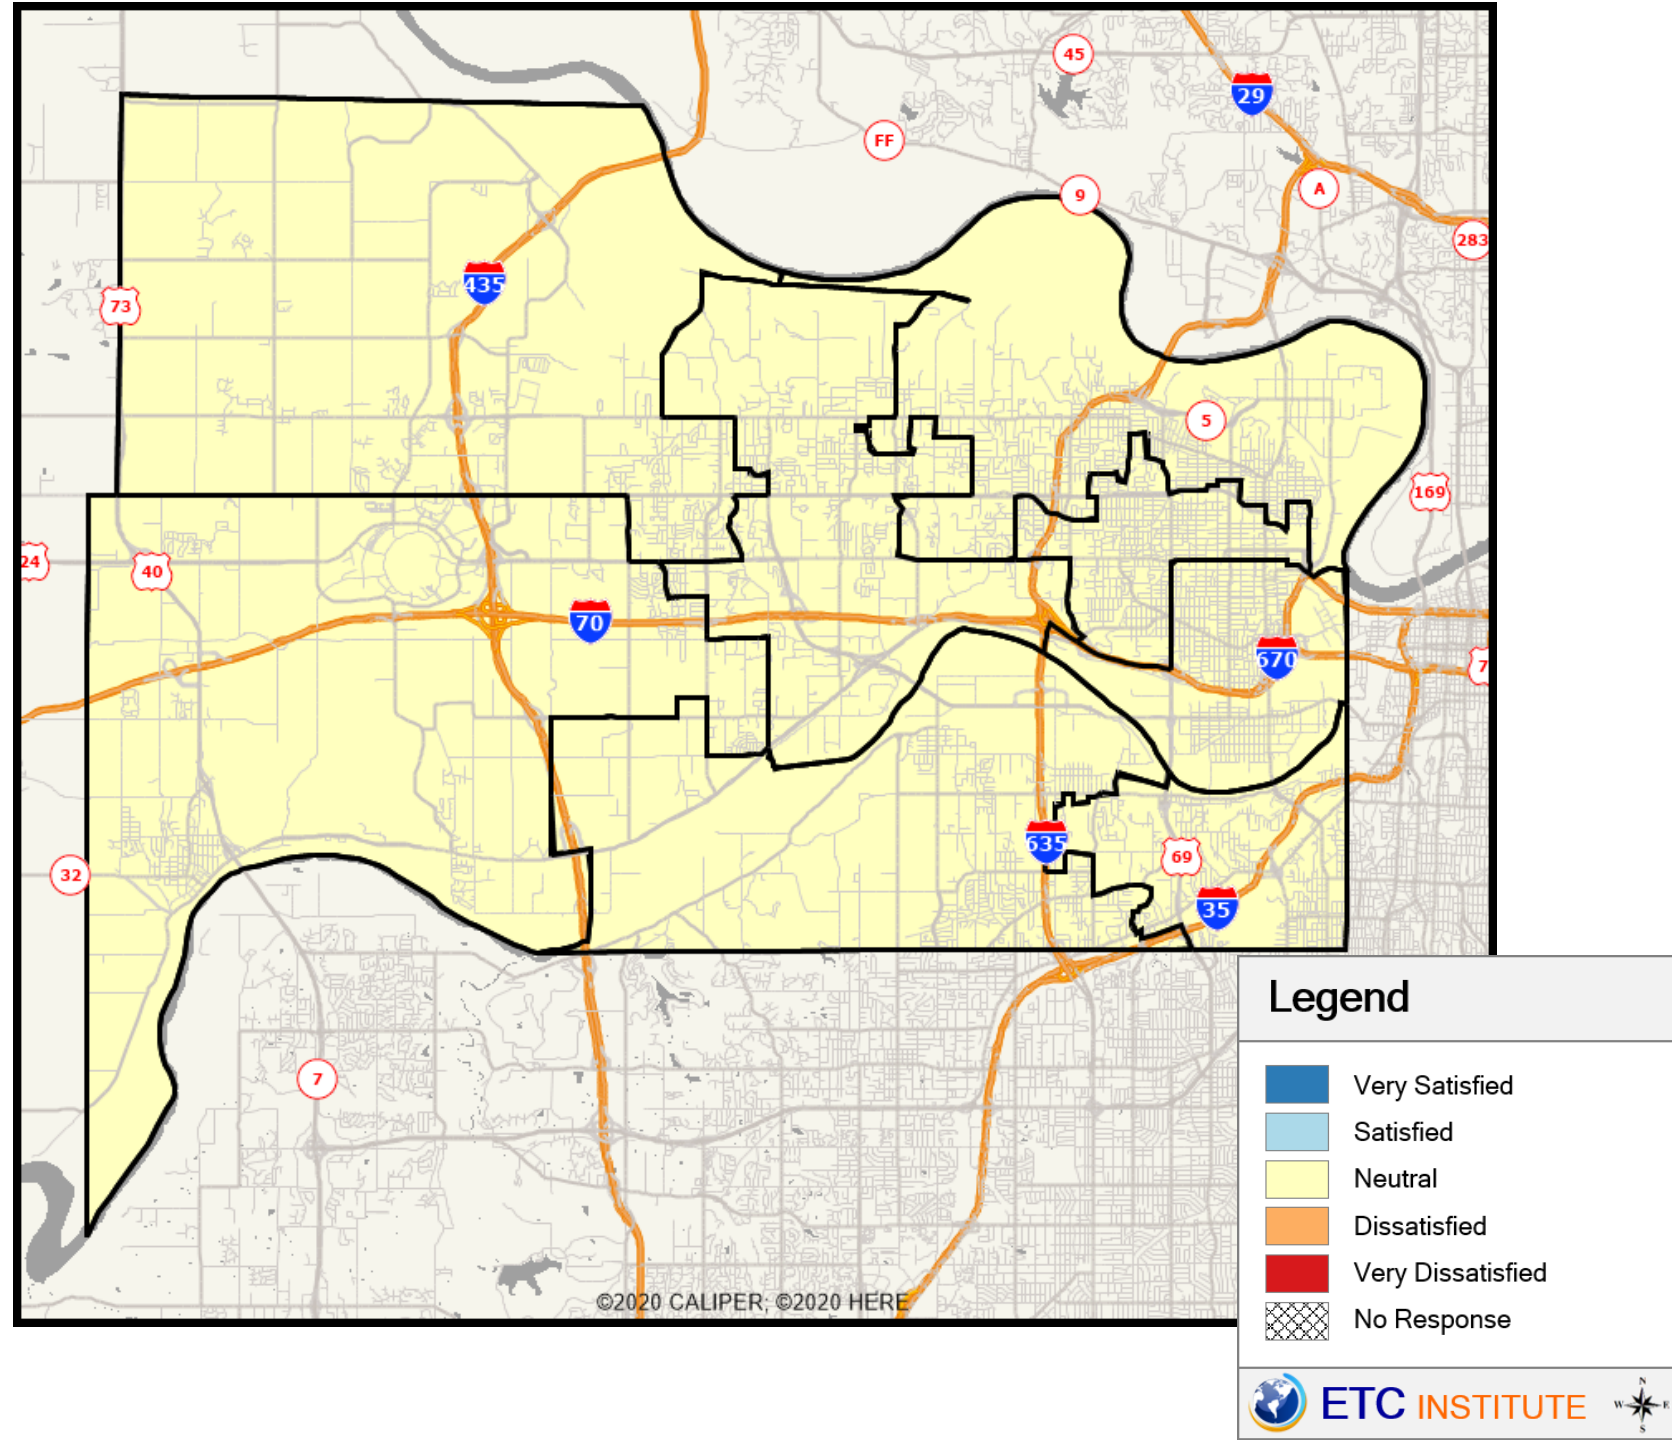 45
29
FF
9
A
283
435
73
5
169
24
40
70
670
7
635
69
32
35
7
©2020 CALIPER; ©2020 HERE
Legend
Very Satisfied
Satisfied
Neutral
Dissatisfied
Very Dissatisfied
No Response
ETC INSTITUTE
N
W E
S